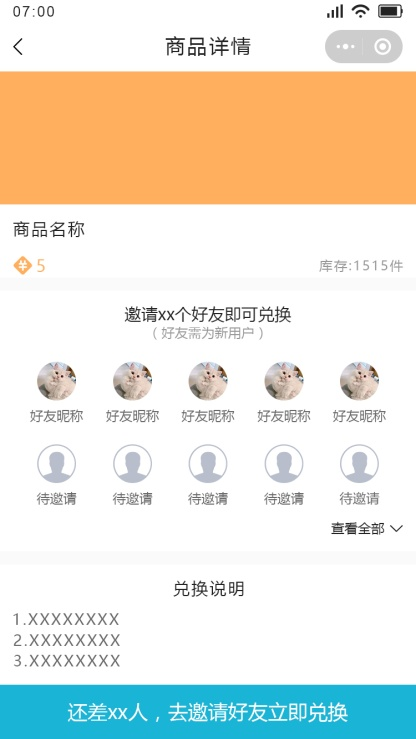 07:00
商品详情
商品名称
5 库存:1515件
邀请xx个好友即可兑换
（好友需为新用户）
好友昵称 好友昵称 好友昵称 好友昵称 好友昵称
待邀请 待邀请 待邀请 待邀请 待邀请
查看全部
兑换说明
1.XXXXXXXX
2.XXXXXXXX
3.XXXXXXXX
还差xx人，去邀请好友立即兑换